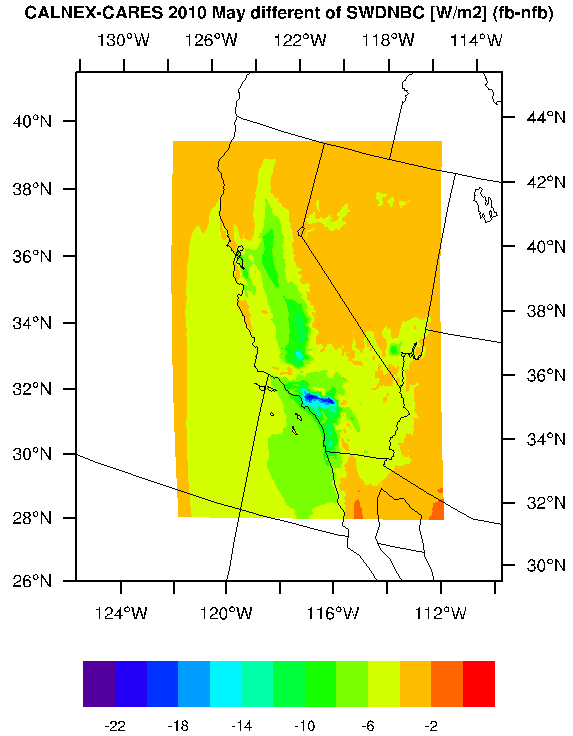 CALNEX-CARES 2010 May different of SWDNBC [W/m2] (fb-nfb)
130°W 126°W 122°W 118°W 114°W
40°N 44°N
38°N 42°N
36°N 40°N
34°N 38°N
32°N 36°N
30°N 34°N
28°N 32°N
26°N 30°N
124°W 120°W 116°W 112°W
-22 -18 -14 -10 -6 -2